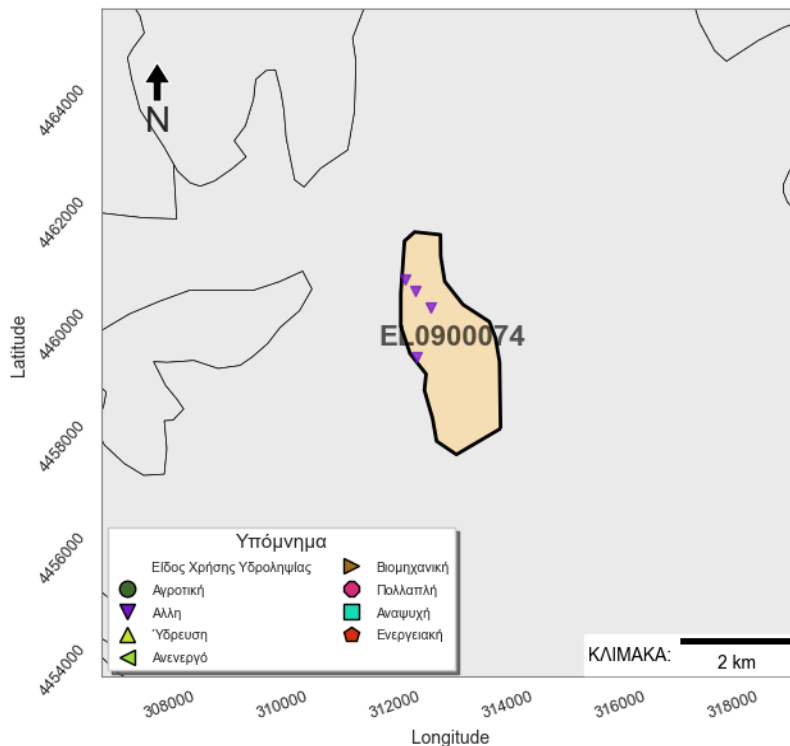 N
4464000
4462000
4460000
4458000
4456000
4454000
Latitude
EL0900074
Υπόμνημα
Είδος Χρήσης Υδροληψίας
Αγροτική
Άλλη
Ύδρευση
Ανενεργό
Βιομηχανική
Πολλαπλή
Αναψυχή
Ενεργειακή
ΚΛΙΜΑΚΑ:
2 km
308000
310000
312000
314000
316000
318000
Longitude